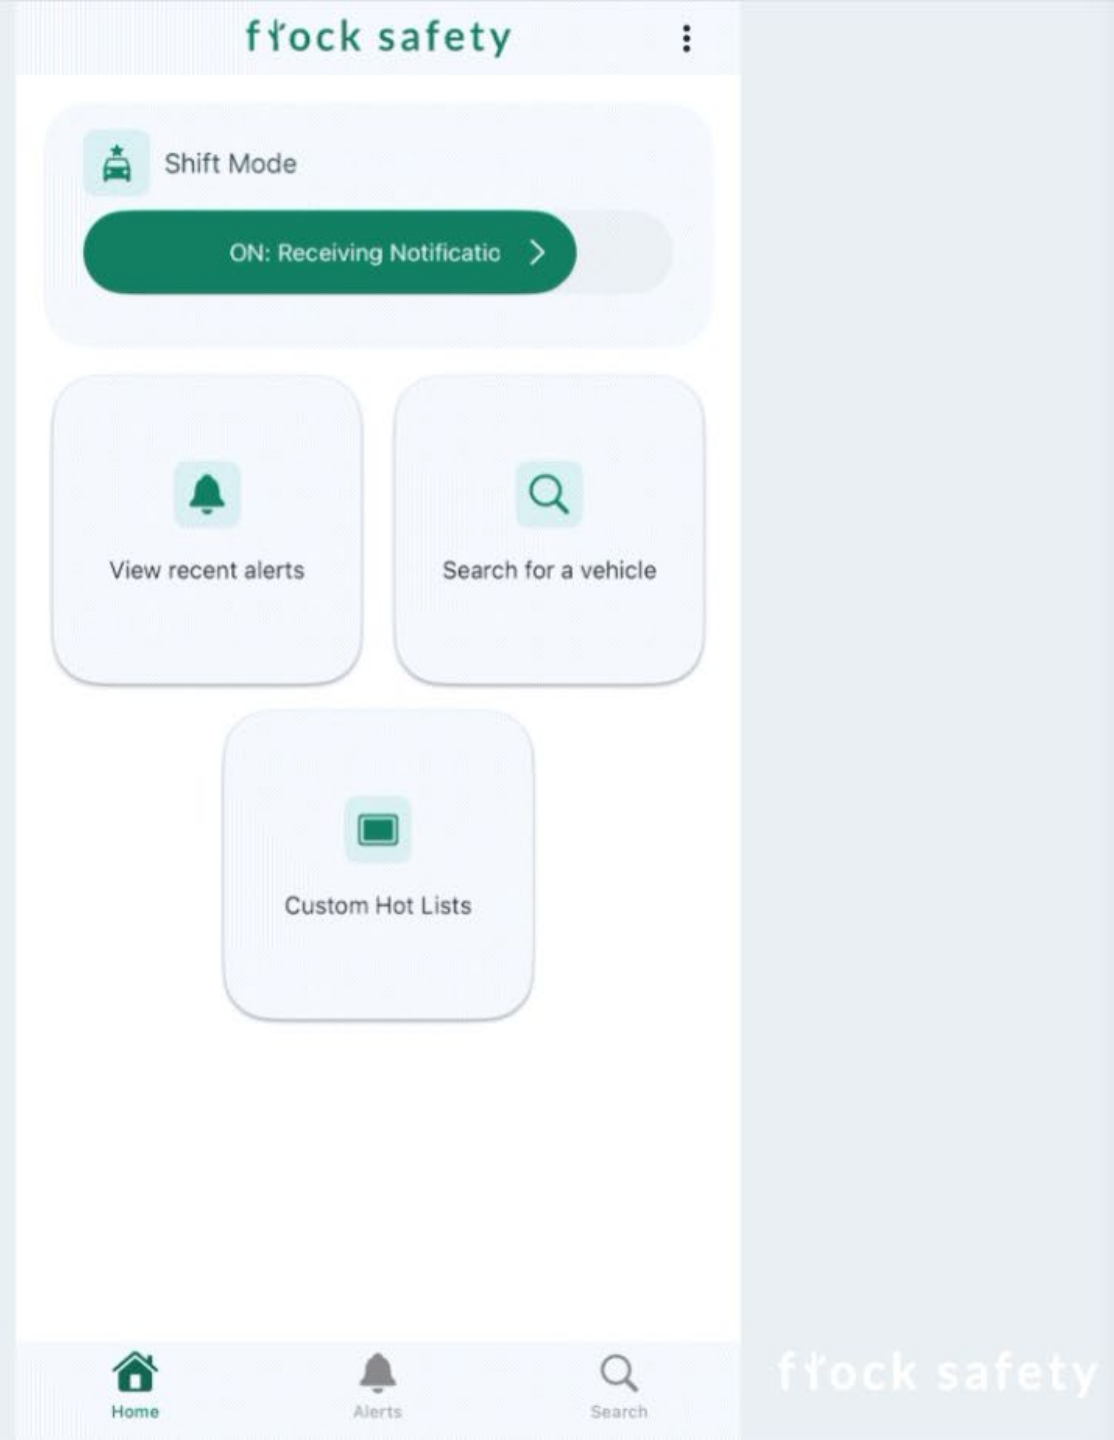 flock safety
Shift Mode
ON: Receiving Notificatio
View recent alerts
Search for a vehicle
Custom Hot Lists
Home
Alerts
Search
flock safety